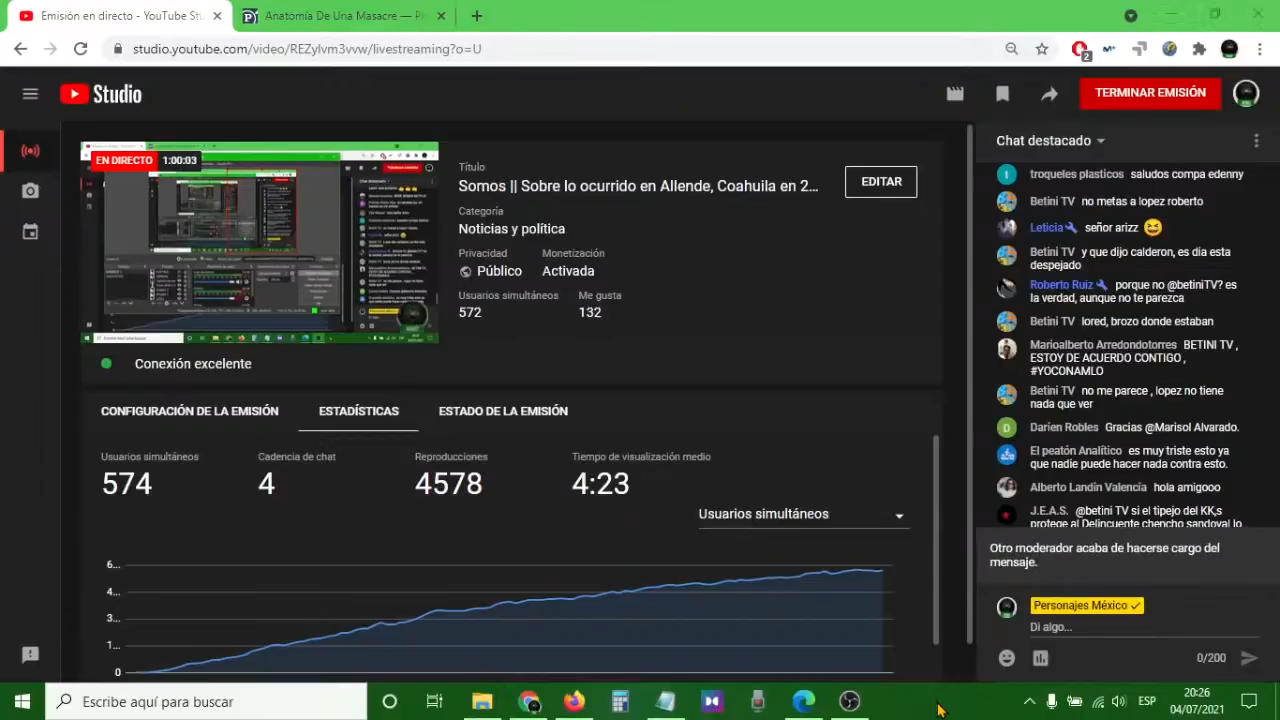 Emisión en directo - YouTube Stu
Anatomía De Una Masacre — P
studio.youtube.com/video/REZylvm3vvw/livestreaming?o=U
2
Studio
TERMINAR EMISIÓN
EN DIRECTO 1:00:03
Título
Somos || Sobre lo ocurrido en Allende, Coahuila en 2...
EDITAR
Categoría
Noticias y política
Privacidad Monetización
Público Activada
Usuarios simultáneos Me gusta
572 132
Conexión excelente
CONFIGURACIÓN DE LA EMISIÓN ESTADÍSTICAS ESTADO DE LA EMISIÓN
Usuarios simultáneos Cadencia de chat Reproducciones Tiempo de visualización medio
574 4 4578 4:23
Usuarios simultáneos
6...
4...
3...
1...
0
Chat destacado
troqueles plasticos saludos compa edenny
Betini TV no metas a lopez roberto
Leticia señor arizz
Betini TV y que dijo calderon, es dia esta
despejado
Roberto Ruiz porque no @betiniTV? es
la verdad, aunque no te parezca
Betini TV lored, brozo donde estaban
Marioalberto Arredondotorres BETINI TV ,
ESTOY DE ACUERDO CONTIGO ,
#YOCONAMLO
Betini TV no me parece , lopez no tiene
nada que ver
D
Darien Robles Gracias @Marisol Alvarado.
El peatón Analítico es muy triste esto ya
que nadie puede hacer nada contra esto.
Alberto Landín Valencia hola amigooo
J.E.A.S. @betini TV si el tipejo del KK,s
protege al Delincuente chencho sandoval lo
Otro moderador acaba de hacerse cargo del
mensaje.
Personajes México
Di algo...
0/200
Escribe aquí para buscar
ESP
20:26
04/07/2021